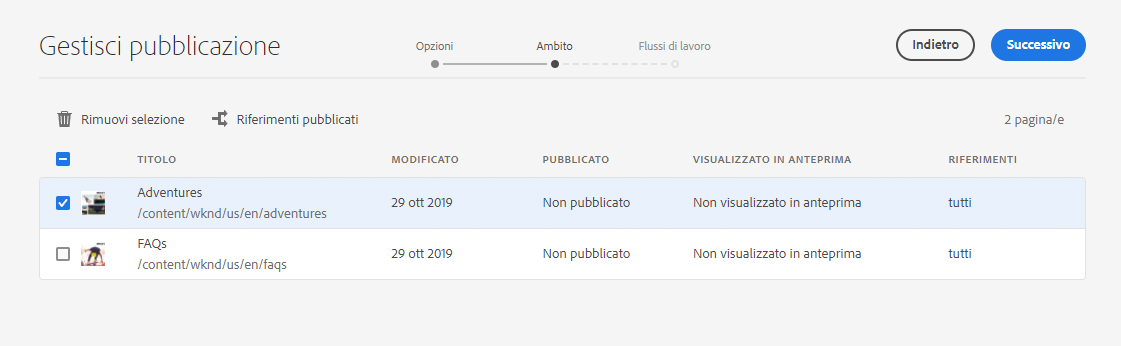 Gestisci pubblicazione
Opzioni Ambito Flussi di lavoro
Indietro Successivo
Rimuovi selezione Riferimenti pubblicati 2 pagina/e
TITOLO MODIFICATO PUBBLICATO VISUALIZZATO IN ANTEPRIMA RIFERIMENTI
Adventures
/content/wknd/us/en/adventures 29 ott 2019 Non pubblicato Non visualizzato in anteprima tutti
FAQs
/content/wknd/us/en/faqs 29 ott 2019 Non pubblicato Non visualizzato in anteprima tutti